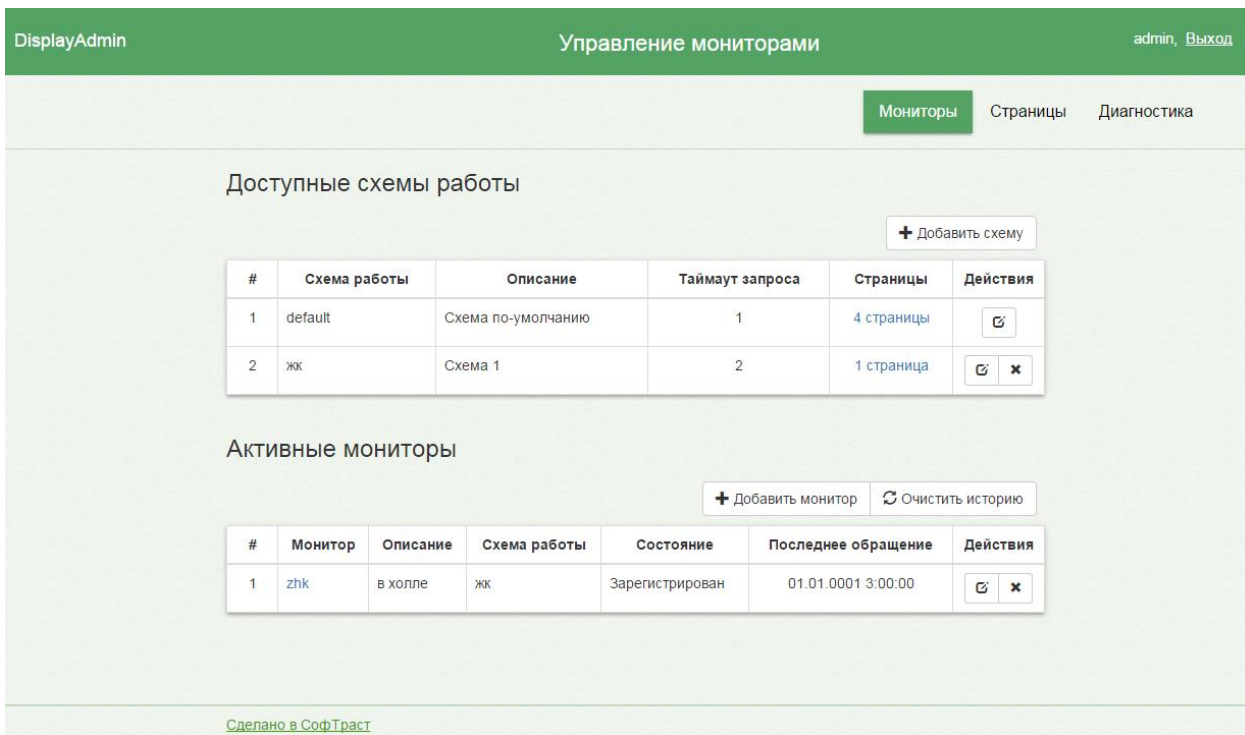 DisplayAdmin
Управление мониторами
admin, Выход
Мониторы Страницы Диагностика
Доступные схемы работы
Добавить схему
# Схема работы Описание Таймаут запроса Страницы Действия
1 default Схема по-умолчанию 1 4 страницы
2 жк Схема 1 2 1 страница
Активные мониторы
Добавить монитор Очистить историю
# Монитор Описание Схема работы Состояние Последнее обращение Действия
1 zhk в холле жк Зарегистрирован 01.01.0001 3:00:00
Сделано в СофТраст